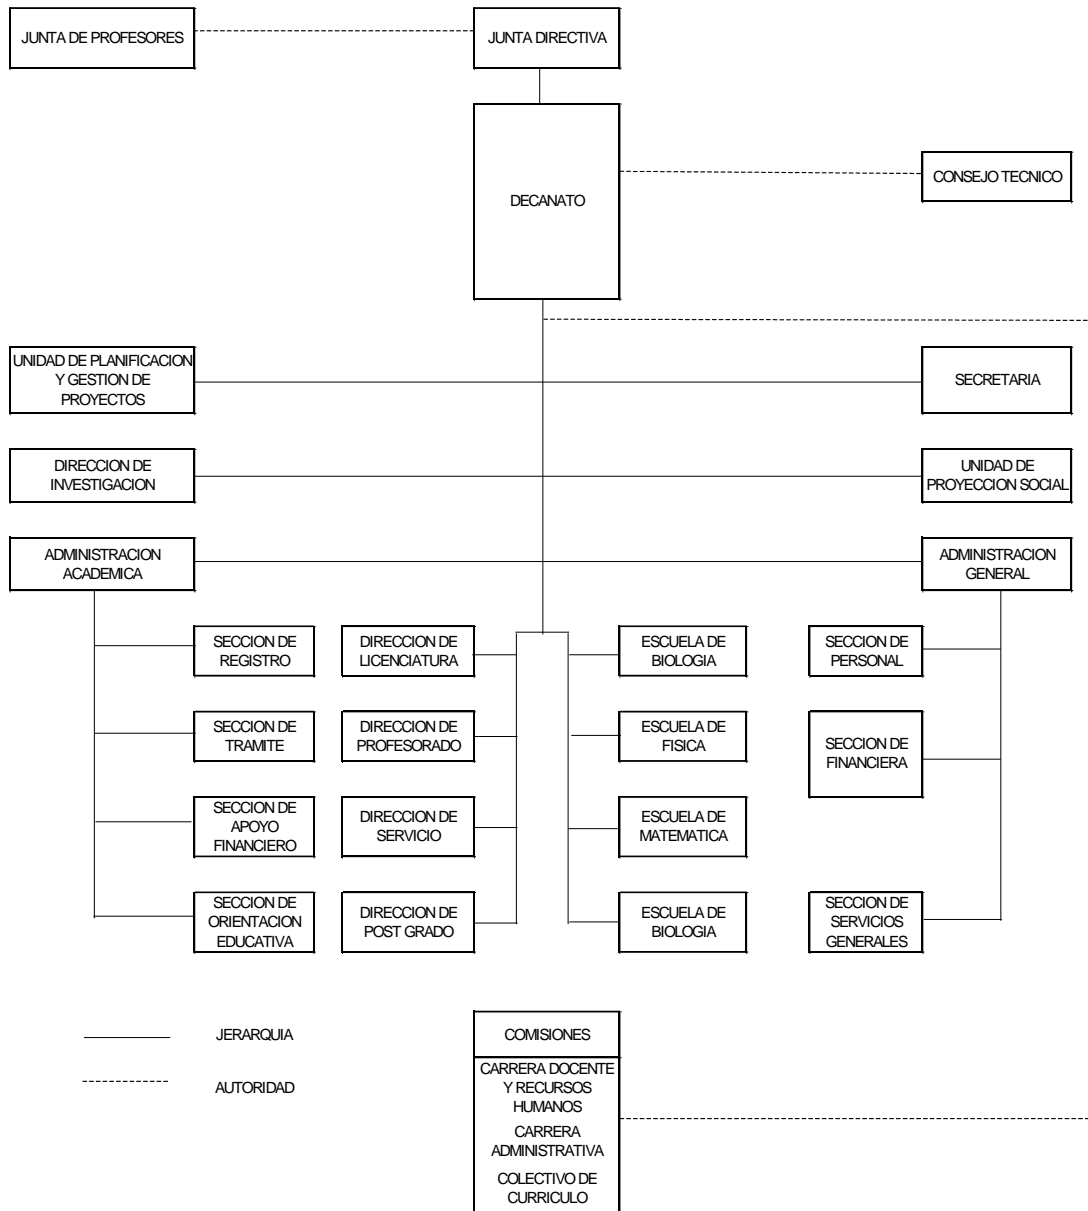 JUNTA DE PROFESORES
JUNTA DIRECTIVA
DECANATO
CONSEJO TECNICO
UNIDAD DE PLANIFICACION
Y GESTION DE
PROYECTOS
SECRETARIA
DIRECCION DE
INVESTIGACION
UNIDAD DE
PROYECCION SOCIAL
ADMINISTRACION
ACADEMICA
ADMINISTRACION
GENERAL
SECCION DE
REGISTRO
DIRECCION DE
LICENCIATURA
ESCUELA DE
BIOLOGIA
SECCION DE
PERSONAL
SECCION DE
TRAMITE
DIRECCION DE
PROFESORADO
ESCUELA DE
FISICA
SECCION DE
FINANCIERA
SECCION DE
APOYO
FINANCIERO
DIRECCION DE
SERVICIO
ESCUELA DE
MATEMATICA
SECCION DE
ORIENTACION
EDUCATIVA
DIRECCION DE
POST GRADO
ESCUELA DE
BIOLOGIA
SECCION DE
SERVICIOS
GENERALES
JERARQUIA
AUTORIDAD
COMISIONES
CARRERA DOCENTE
Y RECURSOS
HUMANOS
CARRERA
ADMINISTRATIVA
COLECTIVO DE
CURRICULO